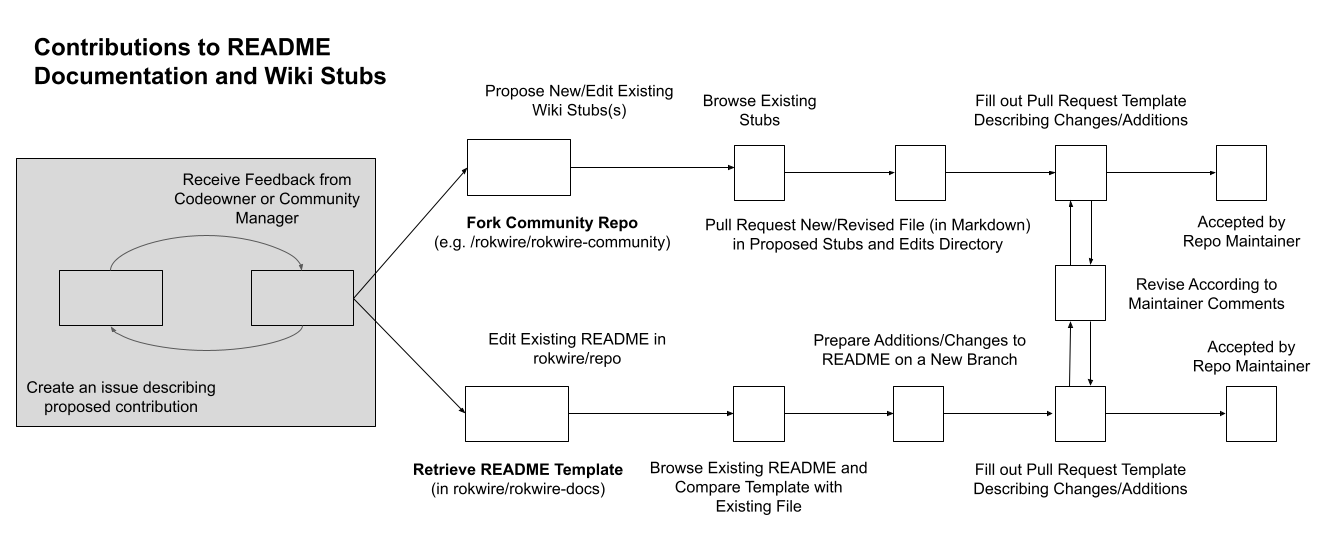 Contributions to README
Documentation and Wiki Stubs
Receive Feedback from
Codeowner or Community
Manager
Create an issue describing
proposed contribution
Propose New/Edit Existing
Wiki Stubs(s)
Fork Community Repo
(e.g. /rokwire/rokwire-community)
Browse Existing
Stubs
Pull Request New/Revised File (in Markdown)
in Proposed Stubs and Edits Directory
Fill out Pull Request Template
Describing Changes/Additions
Accepted by
Repo Maintainer
Revise According to
Maintainer Comments
Edit Existing README in
rokwire/repo
Retrieve README Template
(in rokwire/rokwire-docs)
Browse Existing README and
Compare Template with
Existing File
Prepare Additions/Changes to
README on a New Branch
Fill out Pull Request Template
Describing Changes/Additions
Accepted by
Repo Maintainer